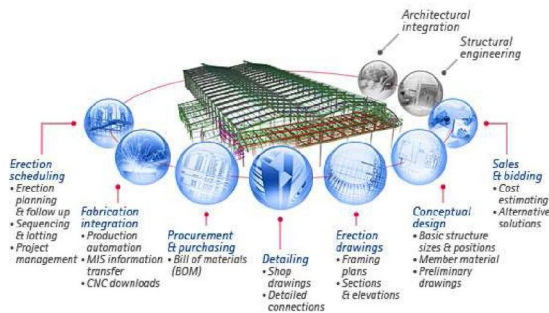 Architectural
integration
Structural
engineering
Erection
scheduling
• Erection
planning
& follow up
• Sequencing
& lotting
• Project
management
Fabrication
integration
• Production
automation
• MIS information
transfer
• CNC downloads
Procurement
& purchasing
• Bill of materials
(BOM)
Detailing
• Shop
drawings
• Detailed
connections
Erection
drawings
• Framing
plans
• Sections
& elevations
Conceptual
design
• Basic structure
sizes & positions
• Member material
• Preliminary
drawings
Sales
& bidding
• Cost
estimating
• Alternative
solutions